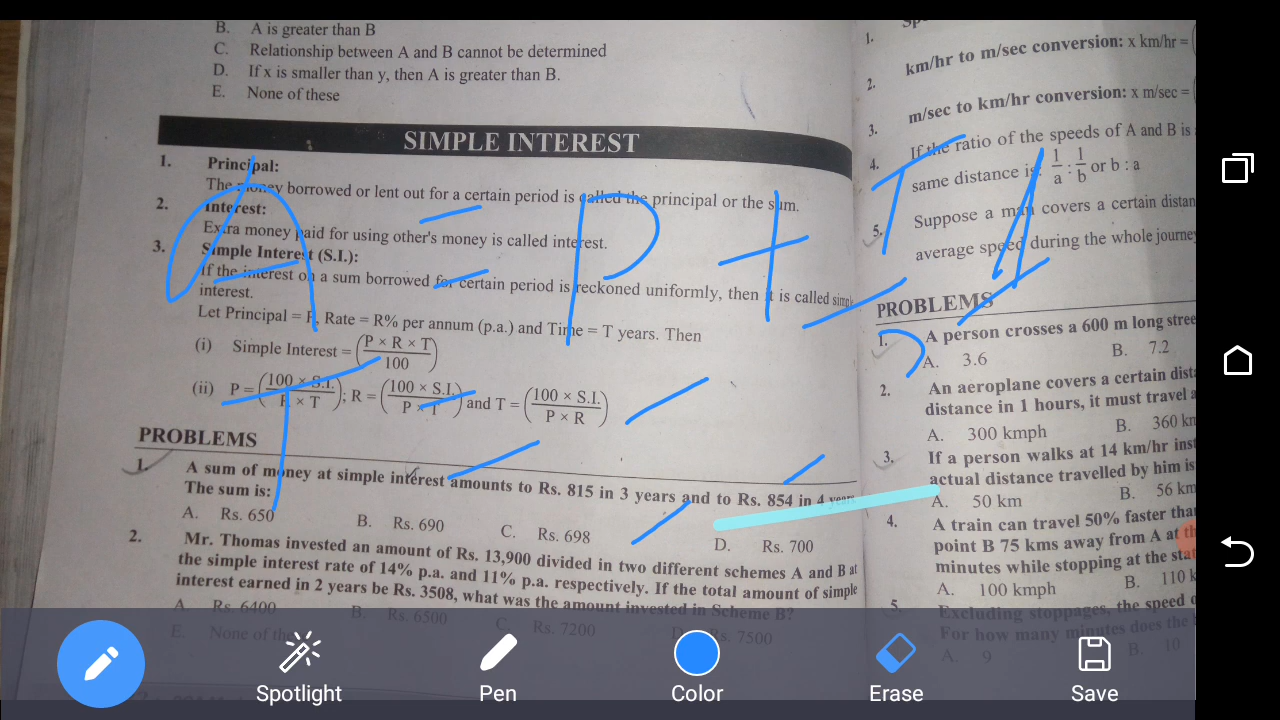 B. A is greater than B
C. Relationship between A and B cannot be determined
D. If x is smaller than y, then A is greater than B.
E. None of these
SIMPLE INTEREST
1. Principal:
The money borrowed or lent out for a certain period is called the principal or the sum.
2. Interest:
Extra money paid for using other's money is called interest.
3. Simple Interest (S.I.):
If the interest on a sum borrowed for certain period is reckoned uniformly, then it is called simple
interest.
Let Principal = P, Rate = R% per annum (p.a.) and Time = T years. Then
(i) Simple Interest = (P × R × T / 100)
(ii) P = (100 × S.I. / R × T); R = (100 × S.I. / P × T) and T = (100 × S.I. / P × R)
A = P + I
PROBLEMS
1. A sum of money at simple interest amounts to Rs. 815 in 3 years and to Rs. 854 in 4 years.
The sum is:
A. Rs. 650 B. Rs. 690 C. Rs. 698 D. Rs. 700
2. Mr. Thomas invested an amount of Rs. 13,900 divided in two different schemes A and B at
the simple interest rate of 14% p.a. and 11% p.a. respectively. If the total amount of simple
interest earned in 2 years be Rs. 3508, what was the amount invested in Scheme B?
A. Rs. 6400 B. Rs. 6500 C. Rs. 7200 D. Rs. 7500
E. None of the
1.
km/hr to m/sec conversion: x km/hr =
2.
m/sec to km/hr conversion: x m/sec =
3.
If the ratio of the speeds of A and B is
4.
same distance is 1/a : 1/b or b : a
5. Suppose a man covers a certain distan
average speed during the whole journey
PROBLEMS
1. A person crosses a 600 m long stree
A. 3.6 B. 7.2
2. An aeroplane covers a certain dist
distance in 1 hours, it must travel a
A. 300 kmph B. 360 k
3. If a person walks at 14 km/hr inst
actual distance travelled by him is
A. 50 km B. 56 km
4. A train can travel 50% faster tha
point B 75 kms away from A at th
minutes while stopping at the stat
A. 100 kmph B. 110 k
5. Excluding stoppages, the speed o
For how many minutes does the
A. 9 B. 10
Spotlight Pen Color Erase Save